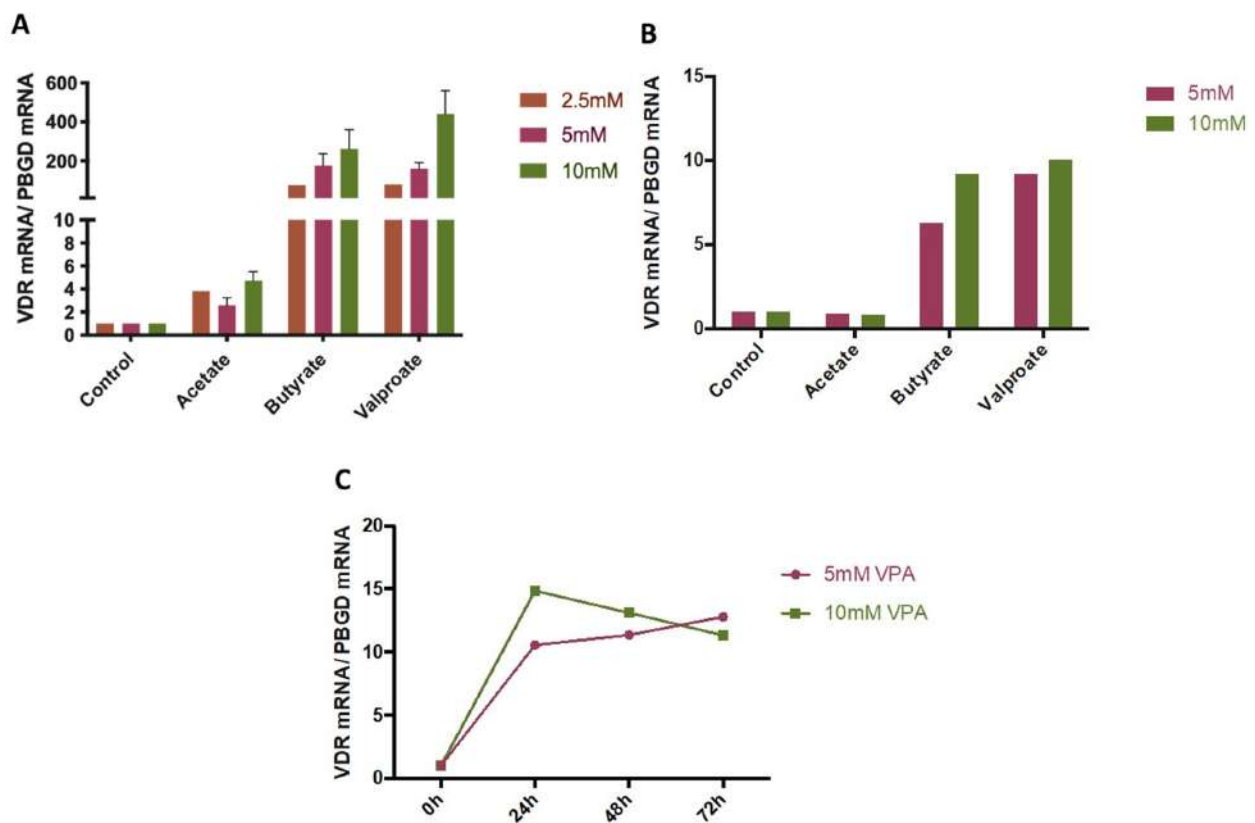 A
VDR mRNA/ PBGD mRNA
600
400
200
10
8
6
4
2
0
Control
Acetate
Butyrate
Valproate
2.5mM
5mM
10mM
B
VDR mRNA/ PBGD mRNA
15
10
5
0
Control
Acetate
Butyrate
Valproate
5mM
10mM
C
VDR mRNA/ PBGD mRNA
20
15
10
5
0
0h
24h
48h
72h
5mM VPA
10mM VPA